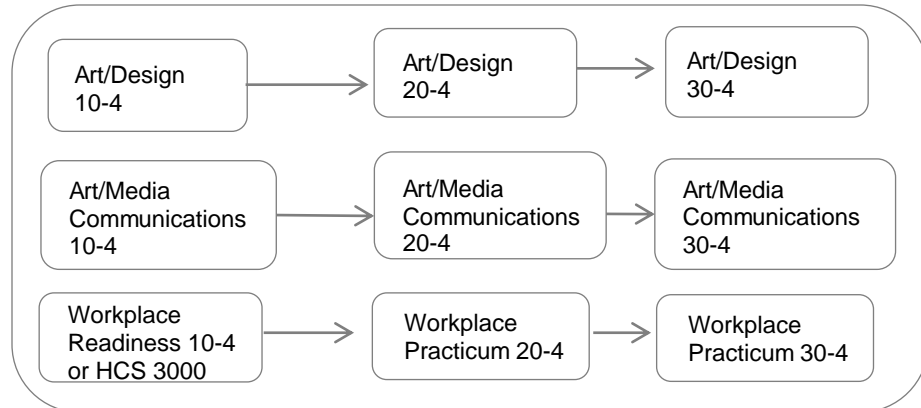 Art/Design
10-4
Art/Design
20-4
Art/Design
30-4
Art/Media
Communications
10-4
Art/Media
Communications
20-4
Art/Media
Communications
30-4
Workplace
Readiness 10-4
or HCS 3000
Workplace
Practicum 20-4
Workplace
Practicum 30-4